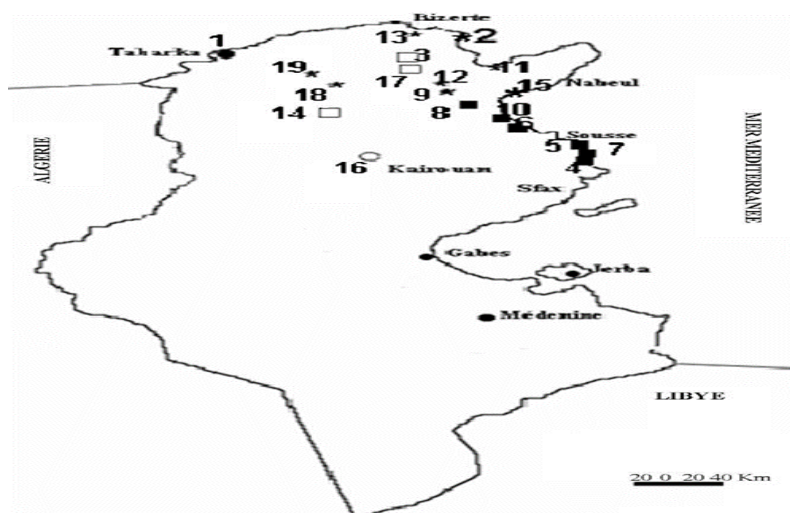 Bizerte
13
2
1
Tabarka
3
19
11
12
15
17
18
9
Nabeul
14
8
10
6
5
Sousse
7
16
Kairouan
4
Sfax
ALGERIE
MER MEDITERRANEE
Gabes
Jerba
Médenine
LIBYE
20 0 20 40 Km